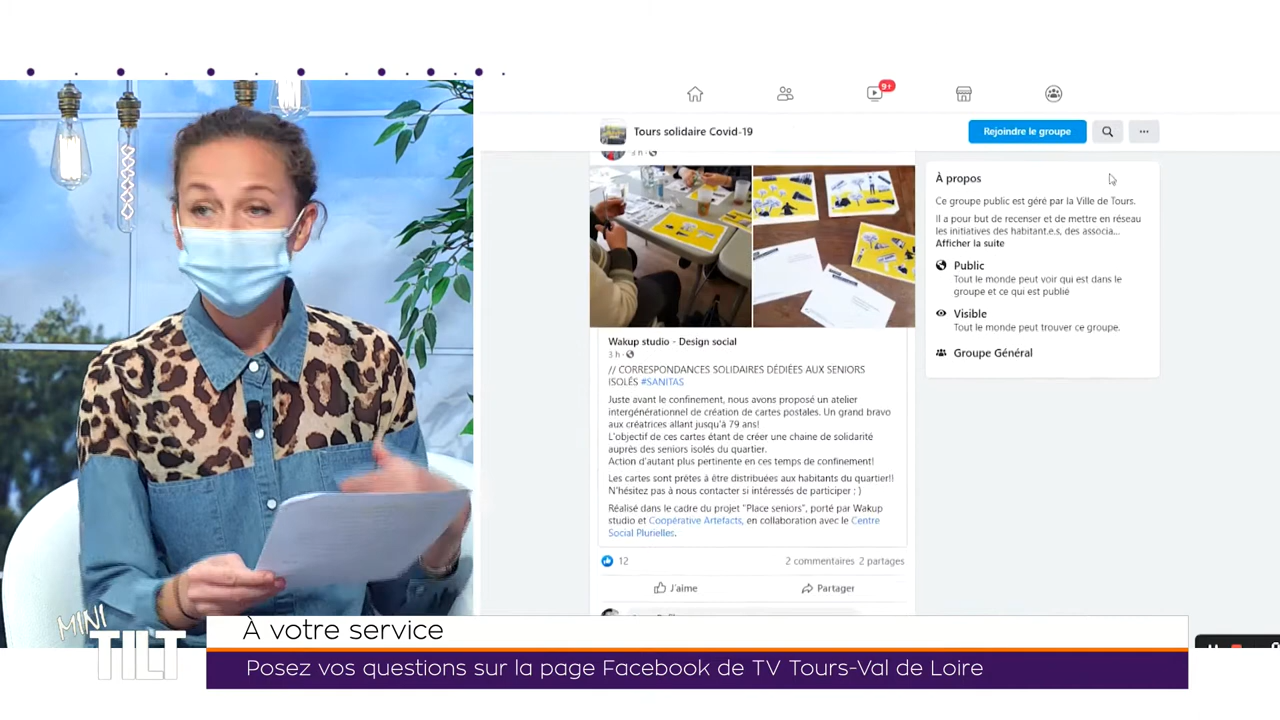 9+
Tours solidaire Covid-19
Rejoindre le groupe
3 h ·
Wakup studio - Design social
3 h ·
// CORRESPONDANCES SOLIDAIRES DÉDIÉES AUX SENIORS
ISOLÉS #SANITAS
Juste avant le confinement, nous avons proposé un atelier
intergénérationnel de création de cartes postales. Un grand bravo
aux créatrices allant jusqu'à 79 ans!
L'objectif de ces cartes étant de créer une chaine de solidarité
auprès des seniors isolés du quartier.
Action d'autant plus pertinente en ces temps de confinement!
Les cartes sont prêtes à être distribuées aux habitants du quartier!!
N'hésitez pas à nous contacter si intéressés de participer ; )
Réalisé dans le cadre du projet "Place seniors", porté par Wakup
studio et Coopérative Artefacts, en collaboration avec le Centre
Social Plurielles.
12
2 commentaires 2 partages
J'aime
Partager
À propos
Ce groupe public est géré par la Ville de Tours.
Il a pour but de recenser et de mettre en réseau
les initiatives des habitant.e.s, des associa...
Afficher la suite
Public
Tout le monde peut voir qui est dans le
groupe et ce qui est publié
Visible
Tout le monde peut trouver ce groupe.
Groupe Général
MINI
TILT
À votre service
Posez vos questions sur la page Facebook de TV Tours-Val de Loire